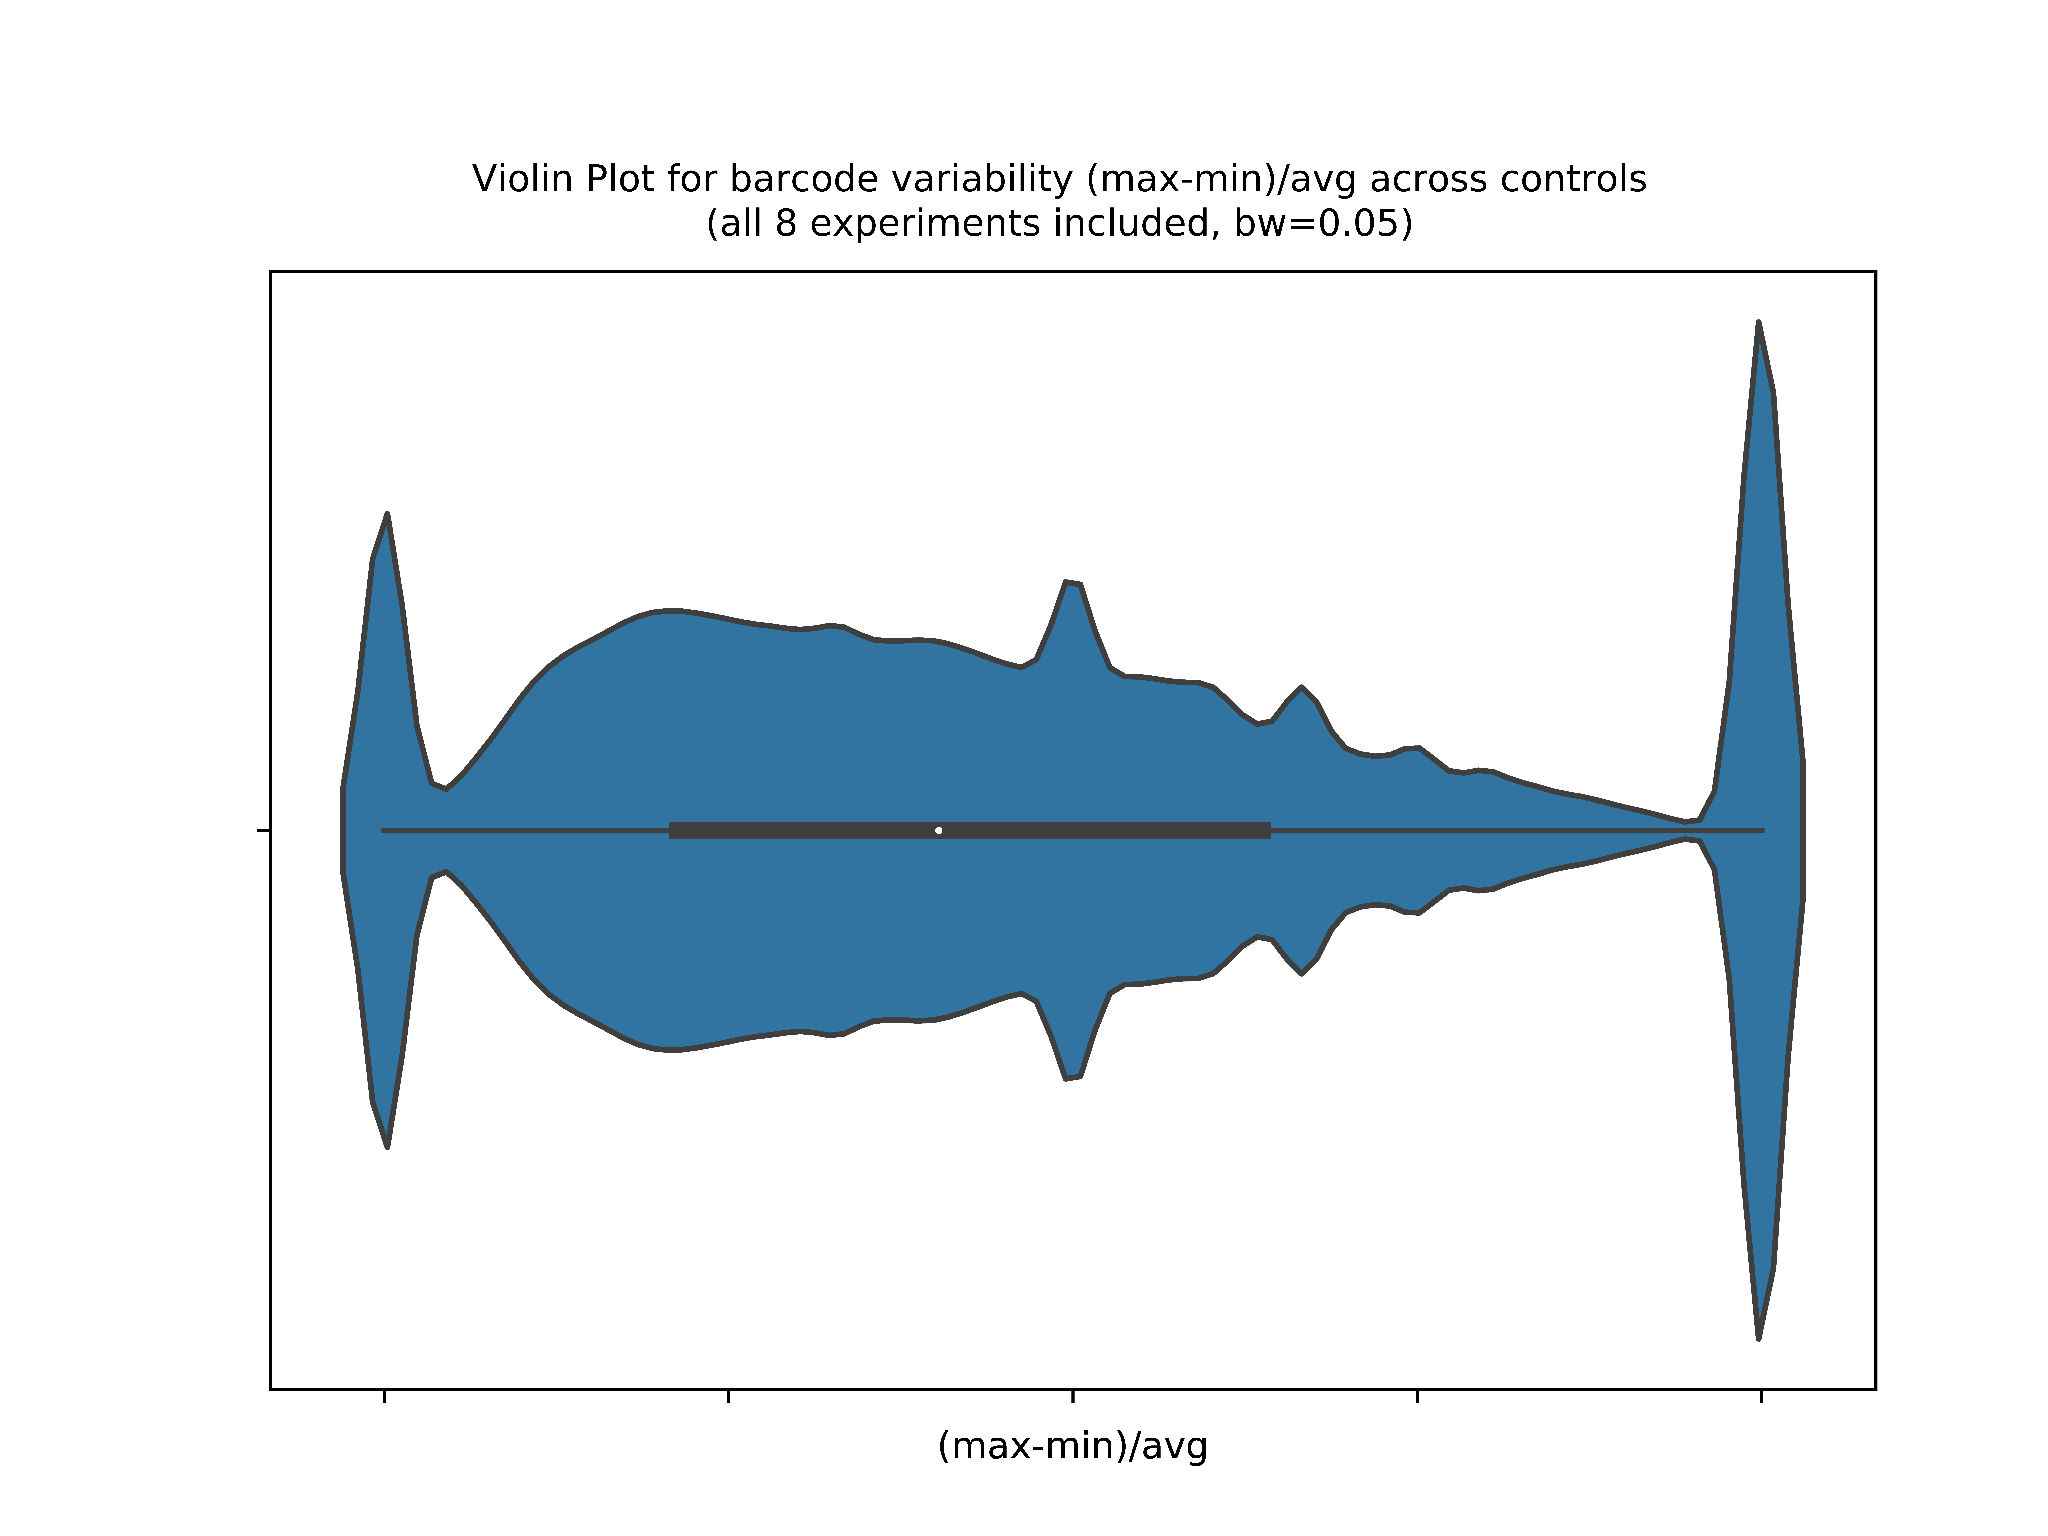 Violin Plot for barcode variability (max-min)/avg across controls
(all 8 experiments included, bw=0.05)
(max-min)/avg